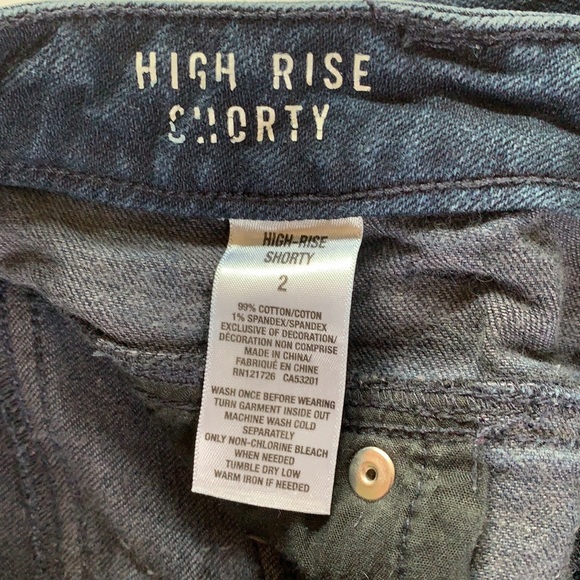 HIGH RISE
SHORTY
HIGH-RISE
SHORTY
2
99% COTTON/COTON
1% SPANDEX/SPANDEX
EXCLUSIVE OF DECORATION/
DÉCORATION NON COMPRISE
MADE IN CHINA/
FABRIQUÉ EN CHINE
RN121726 CA53201
WASH ONCE BEFORE WEARING
TURN GARMENT INSIDE OUT
MACHINE WASH COLD
SEPARATELY
ONLY NON-CHLORINE BLEACH
WHEN NEEDED
TUMBLE DRY LOW
WARM IRON IF NEEDED